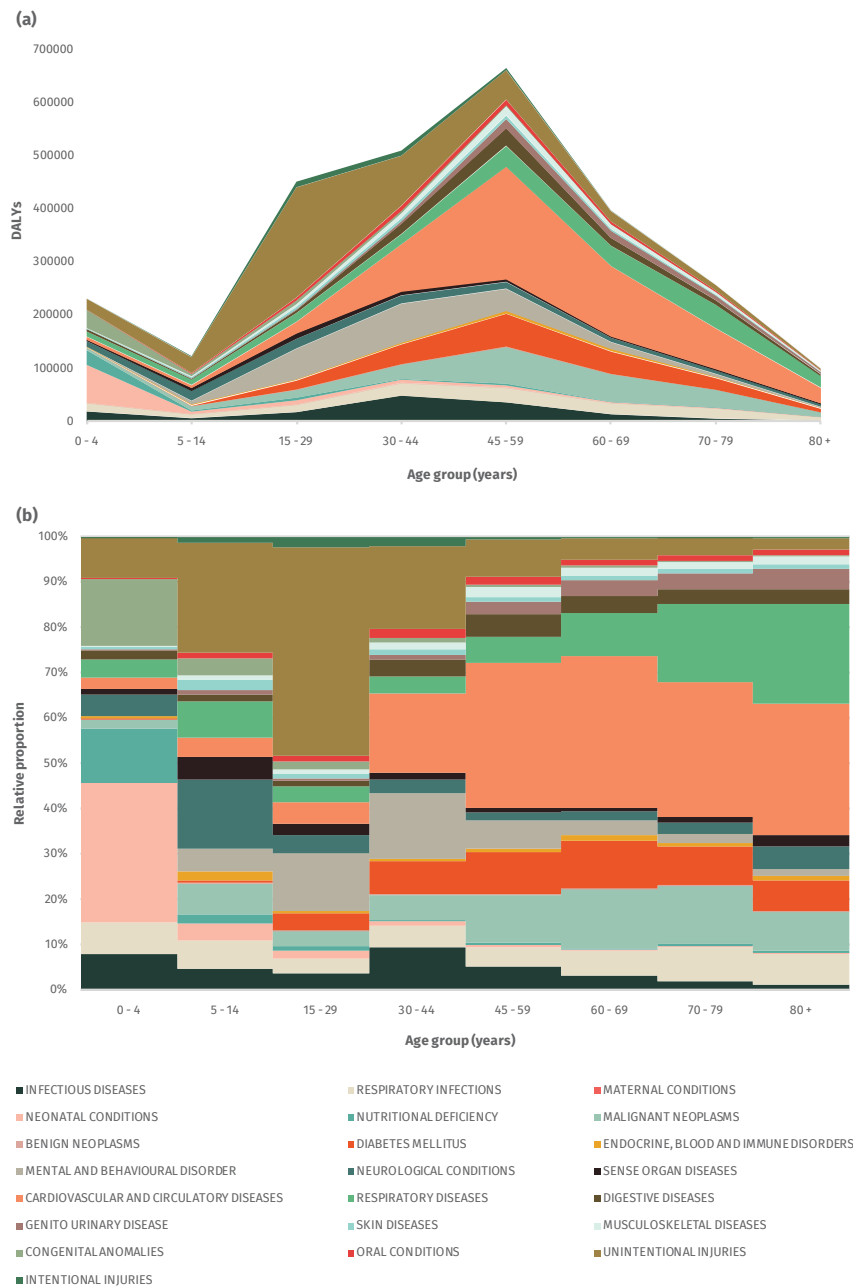 (a)
700000
600000
500000
400000
300000
200000
100000
0
DALYs
0 - 4 5 - 14 15 - 29 30 - 44 45 - 59 60 - 69 70 - 79 80 +
Age group (years)
(b)
100%
90%
80%
70%
60%
50%
40%
30%
20%
10%
0%
Relative proportion
0 - 4 5 - 14 15 - 29 30 - 44 45 - 59 60 - 69 70 - 79 80 +
Age group (years)
INFECTIOUS DISEASES RESPIRATORY INFECTIONS MATERNAL CONDITIONS
NEONATAL CONDITIONS NUTRITIONAL DEFICIENCY MALIGNANT NEOPLASMS
BENIGN NEOPLASMS DIABETES MELLITUS ENDOCRINE, BLOOD AND IMMUNE DISORDERS
MENTAL AND BEHAVIOURAL DISORDER NEUROLOGICAL CONDITIONS SENSE ORGAN DISEASES
CARDIOVASCULAR AND CIRCULATORY DISEASES RESPIRATORY DISEASES DIGESTIVE DISEASES
GENITO URINARY DISEASE SKIN DISEASES MUSCULOSKELETAL DISEASES
CONGENITAL ANOMALIES ORAL CONDITIONS UNINTENTIONAL INJURIES
INTENTIONAL INJURIES